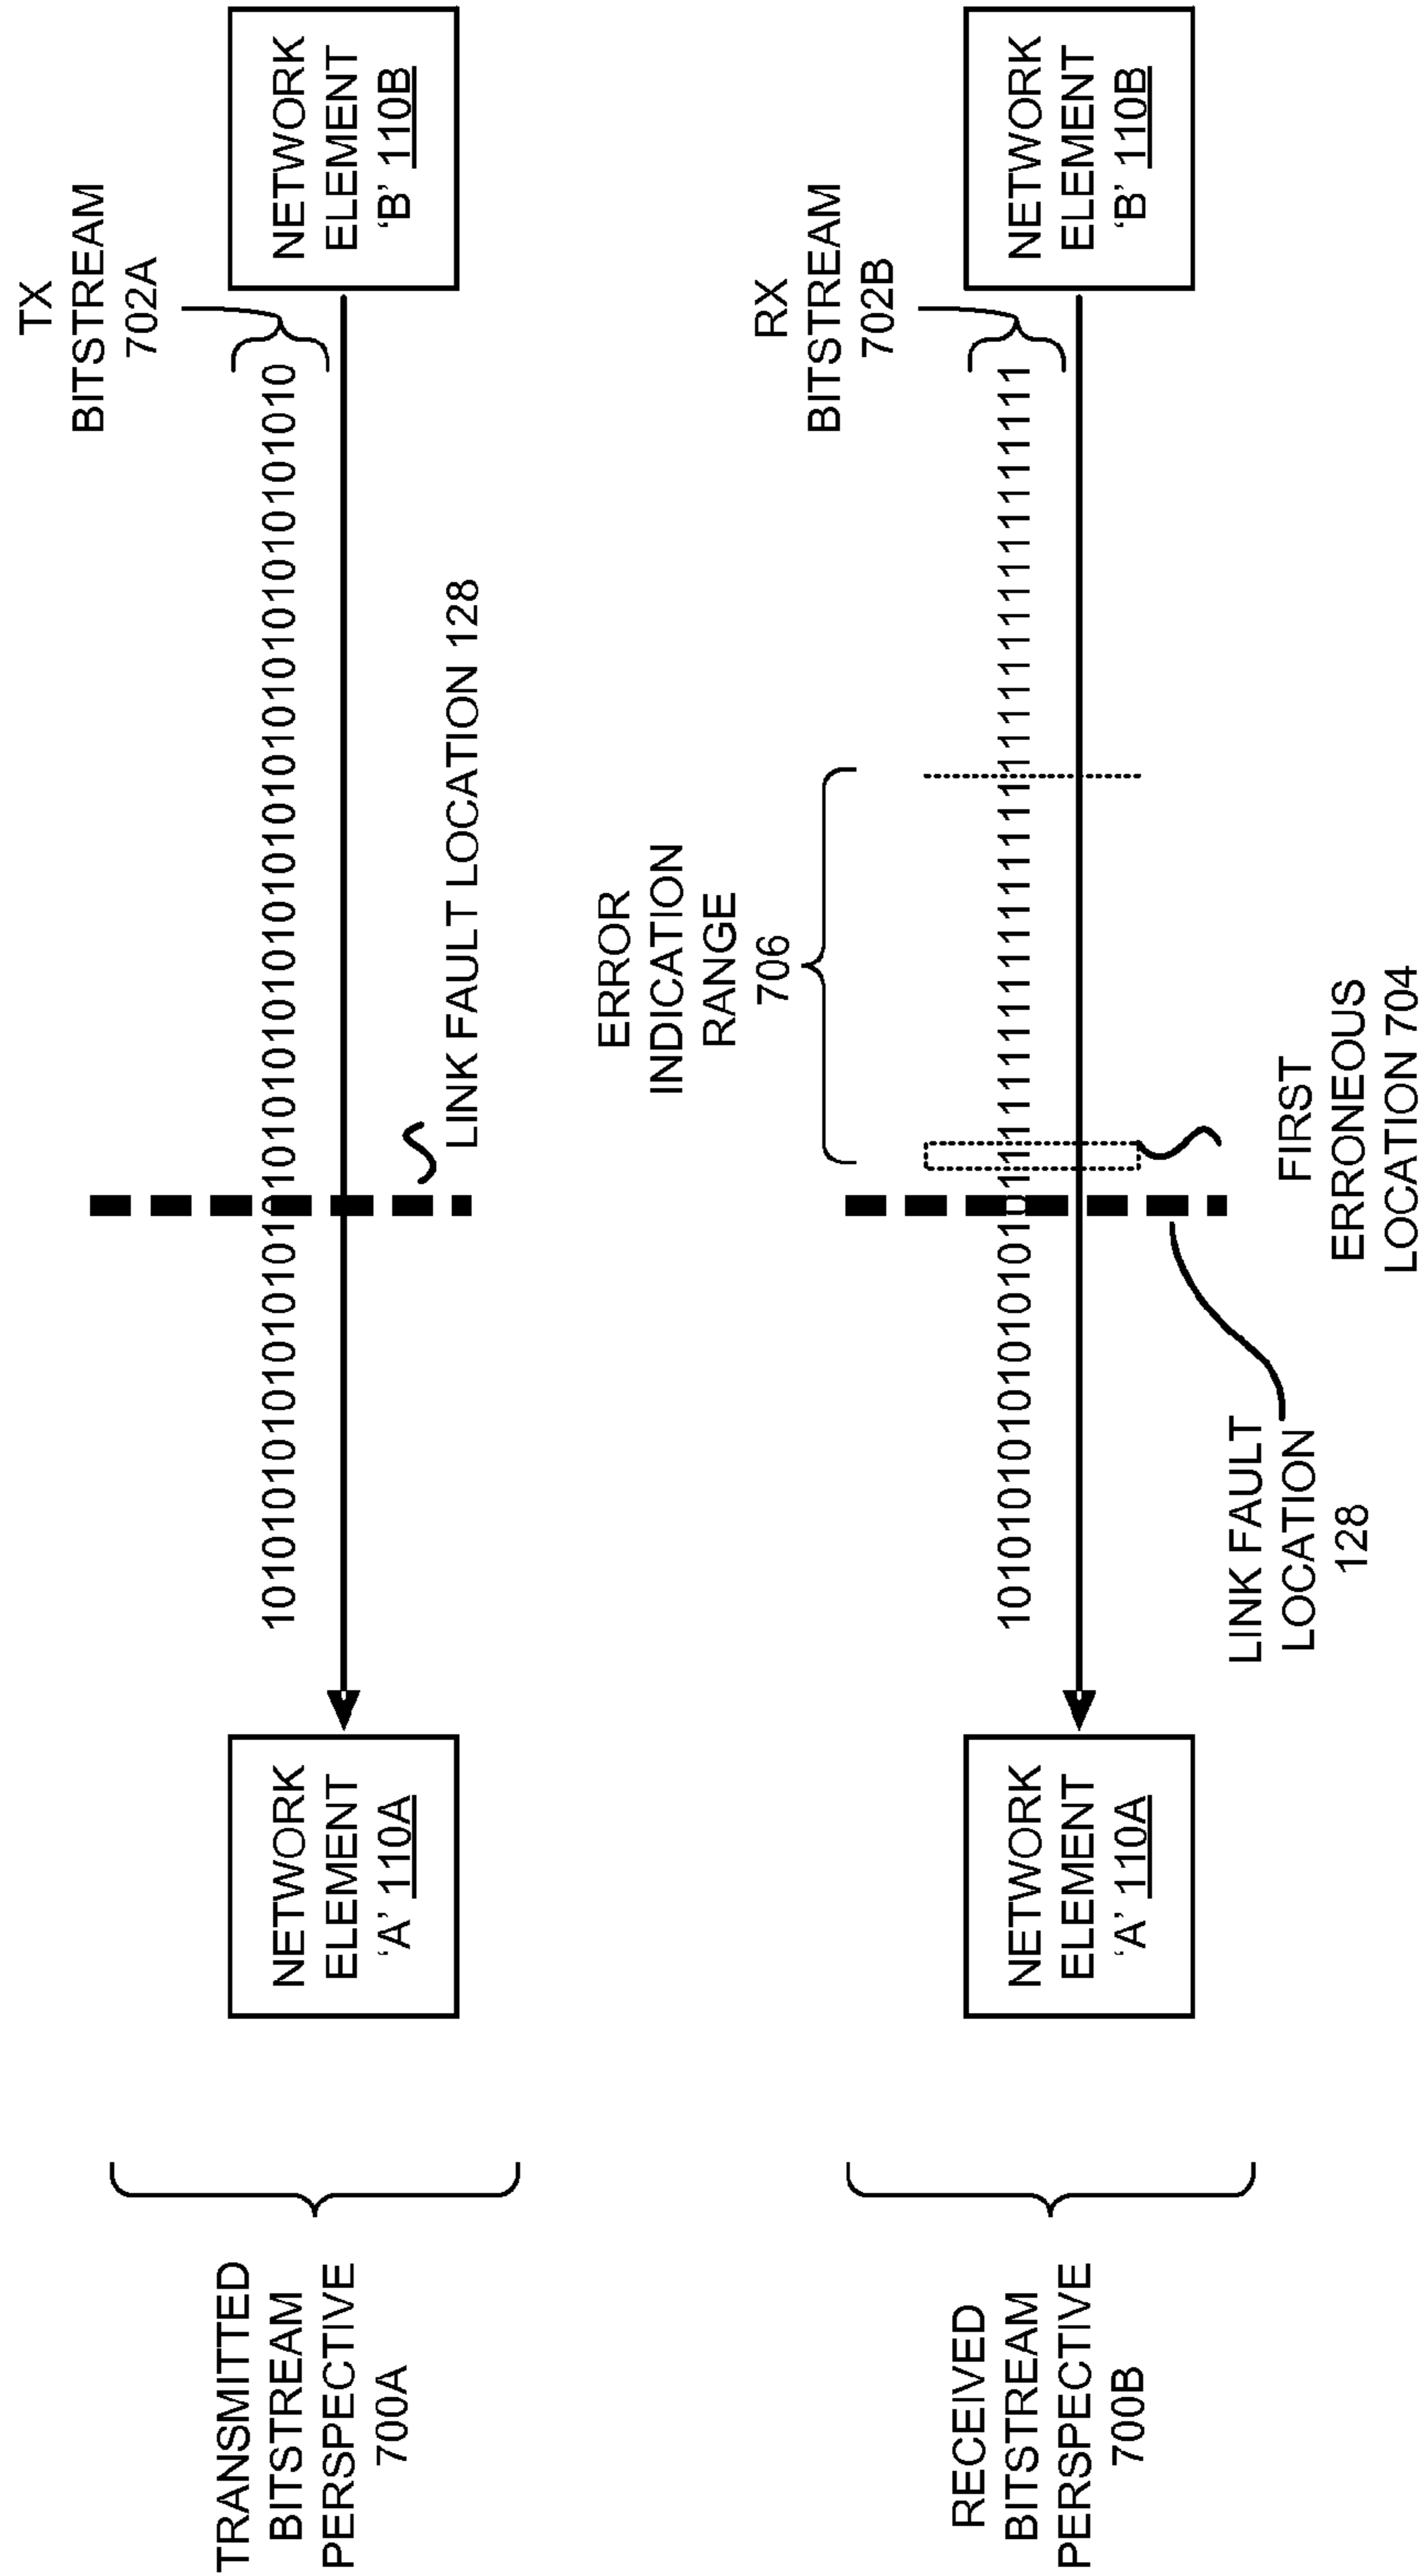 TRANSMITTED
BITSTREAM
PERSPECTIVE
700A
NETWORK
ELEMENT
'A' 110A
1010101010101010101010101010101010101010101010101010
TX
BITSTREAM
702A
NETWORK
ELEMENT
'B' 110B
LINK FAULT LOCATION 128
RECEIVED
BITSTREAM
PERSPECTIVE
700B
NETWORK
ELEMENT
'A' 110A
ERROR
INDICATION
RANGE
706
1010101010101010101111111111111111111111111111111111
RX
BITSTREAM
702B
NETWORK
ELEMENT
'B' 110B
LINK FAULT
LOCATION
128
FIRST
ERRONEOUS
LOCATION 704